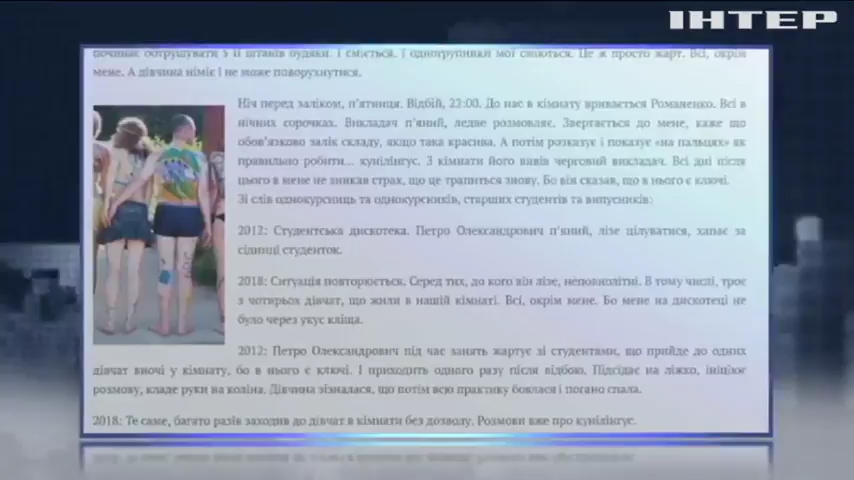 ІНТЕР
починає обтрушувати з її штанів будяки. І сміється. І одногрупники мої сміються. Це ж просто жарт. Всі, окрім
мене. А дівчина німіє і не може поворухнутися.
Ніч перед заліком, п’ятниця. Відбій, 22:00. До нас в кімнату вривається Романенко. Всі в
нічних сорочках. Викладач п’яний, ледве розмовляє. Звертається до мене, каже що
обов’язково залік складу, якщо така красива. А потім розказує і показує «на пальцях» як
правильно робити... кунілінгус. З кімнати його вивів черговий викладач. Всі дні після
цього в мене не зникав страх, що це трапиться знову. Бо він сказав, що в нього є ключі.
Зі слів однокурсниць та однокурсників, старших студентів та випускників:
2012: Студентська дискотека. Петро Олександрович п’яний, лізе цілуватися, хапає за
сідниці студенток.
2018: Ситуація повторюється. Серед тих, до кого він лізе, неповнолітні. В тому числі, троє
з чотирьох дівчат, що жили в нашій кімнаті. Всі, окрім мене. Бо мене на дискотеці не
було через укус кліща.
2012: Петро Олександрович під час занять жартує зі студентами, що прийде до одних
дівчат вночі у кімнату, бо в нього є ключі. І приходить одного разу після відбою. Підсідає на ліжко, ініціює
розмову, кладе руки на коліна. Дівчина зізналася, що потім всю практику боялася і погано спала.
2018: Те саме, багато разів заходив до дівчат в кімнати без дозволу. Розмови вже про кунілінгус.